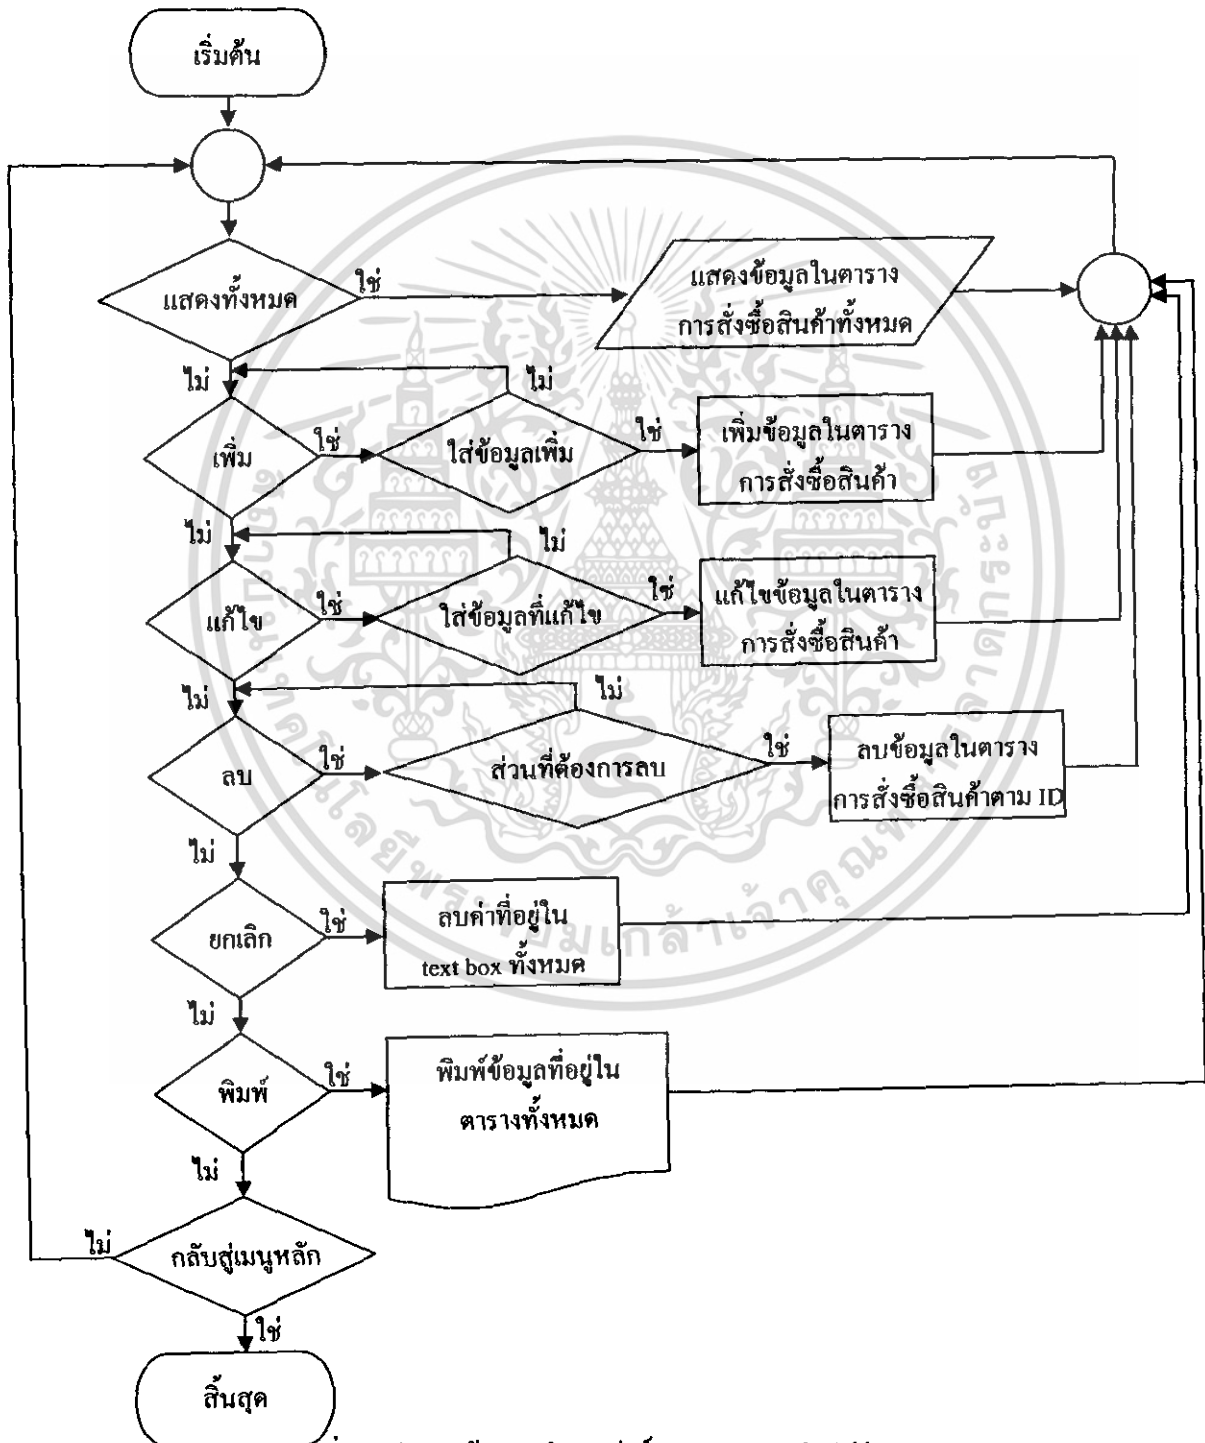 เริ่มต้น
แสดงทั้งหมด
ใช่
แสดงข้อมูลในตาราง
การสั่งซื้อสินค้าทั้งหมด
ไม่
ไม่
เพิ่ม
ใช่
ใส่ข้อมูลเพิ่ม
ใช่
เพิ่มข้อมูลในตาราง
การสั่งซื้อสินค้า
ไม่
ไม่
แก้ไข
ใช่
ใส่ข้อมูลที่แก้ไข
ใช่
แก้ไขข้อมูลในตาราง
การสั่งซื้อสินค้า
ไม่
ไม่
ลบ
ใช่
ส่วนที่ต้องการลบ
ใช่
ลบข้อมูลในตาราง
การสั่งซื้อสินค้าตาม ID
ไม่
ยกเลิก
ใช่
ลบค่าที่อยู่ใน
text box ทั้งหมด
ไม่
พิมพ์
ใช่
พิมพ์ข้อมูลที่อยู่ใน
ตารางทั้งหมด
ไม่
ไม่
กลับสู่เมนูหลัก
ใช่
สิ้นสุด